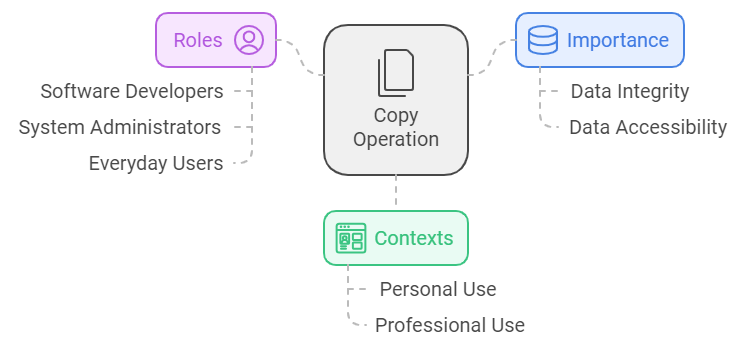 Roles
Software Developers
System Administrators
Everyday Users
Copy
Operation
Importance
Data Integrity
Data Accessibility
Contexts
Personal Use
Professional Use